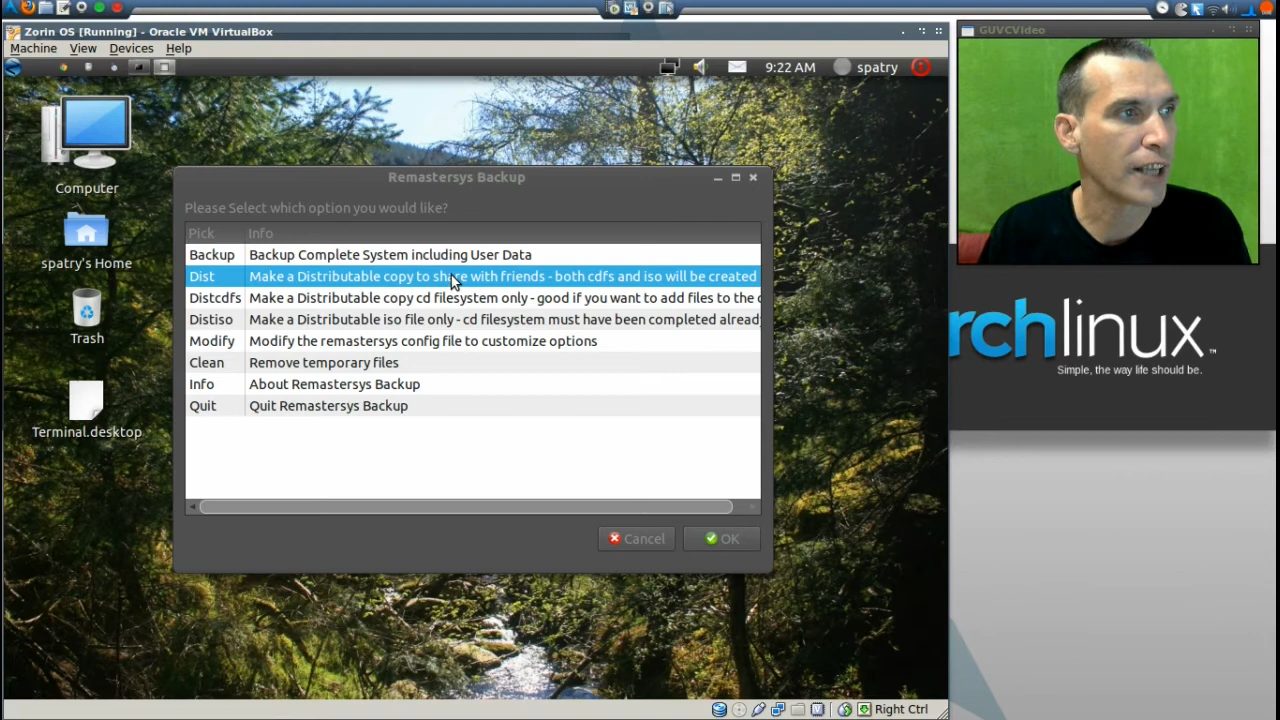 Zorin OS [Running] - Oracle VM VirtualBox
GUVCVideo
Machine View Devices Help
9:22 AM spatry
Computer
spatry's Home
Trash
Terminal.desktop
Remastersys Backup
Please Select which option you would like?
Pick Info
Backup Backup Complete System including User Data
Dist Make a Distributable copy to share with friends - both cdfs and iso will be created
Distcdfs Make a Distributable copy cd filesystem only - good if you want to add files to the c
Distiso Make a Distributable iso file only - cd filesystem must have been completed already
Modify Modify the remastersys config file to customize options
Clean Remove temporary files
Info About Remastersys Backup
Quit Quit Remastersys Backup
Cancel OK
rchlinux™
Simple, the way life should be.
Right Ctrl